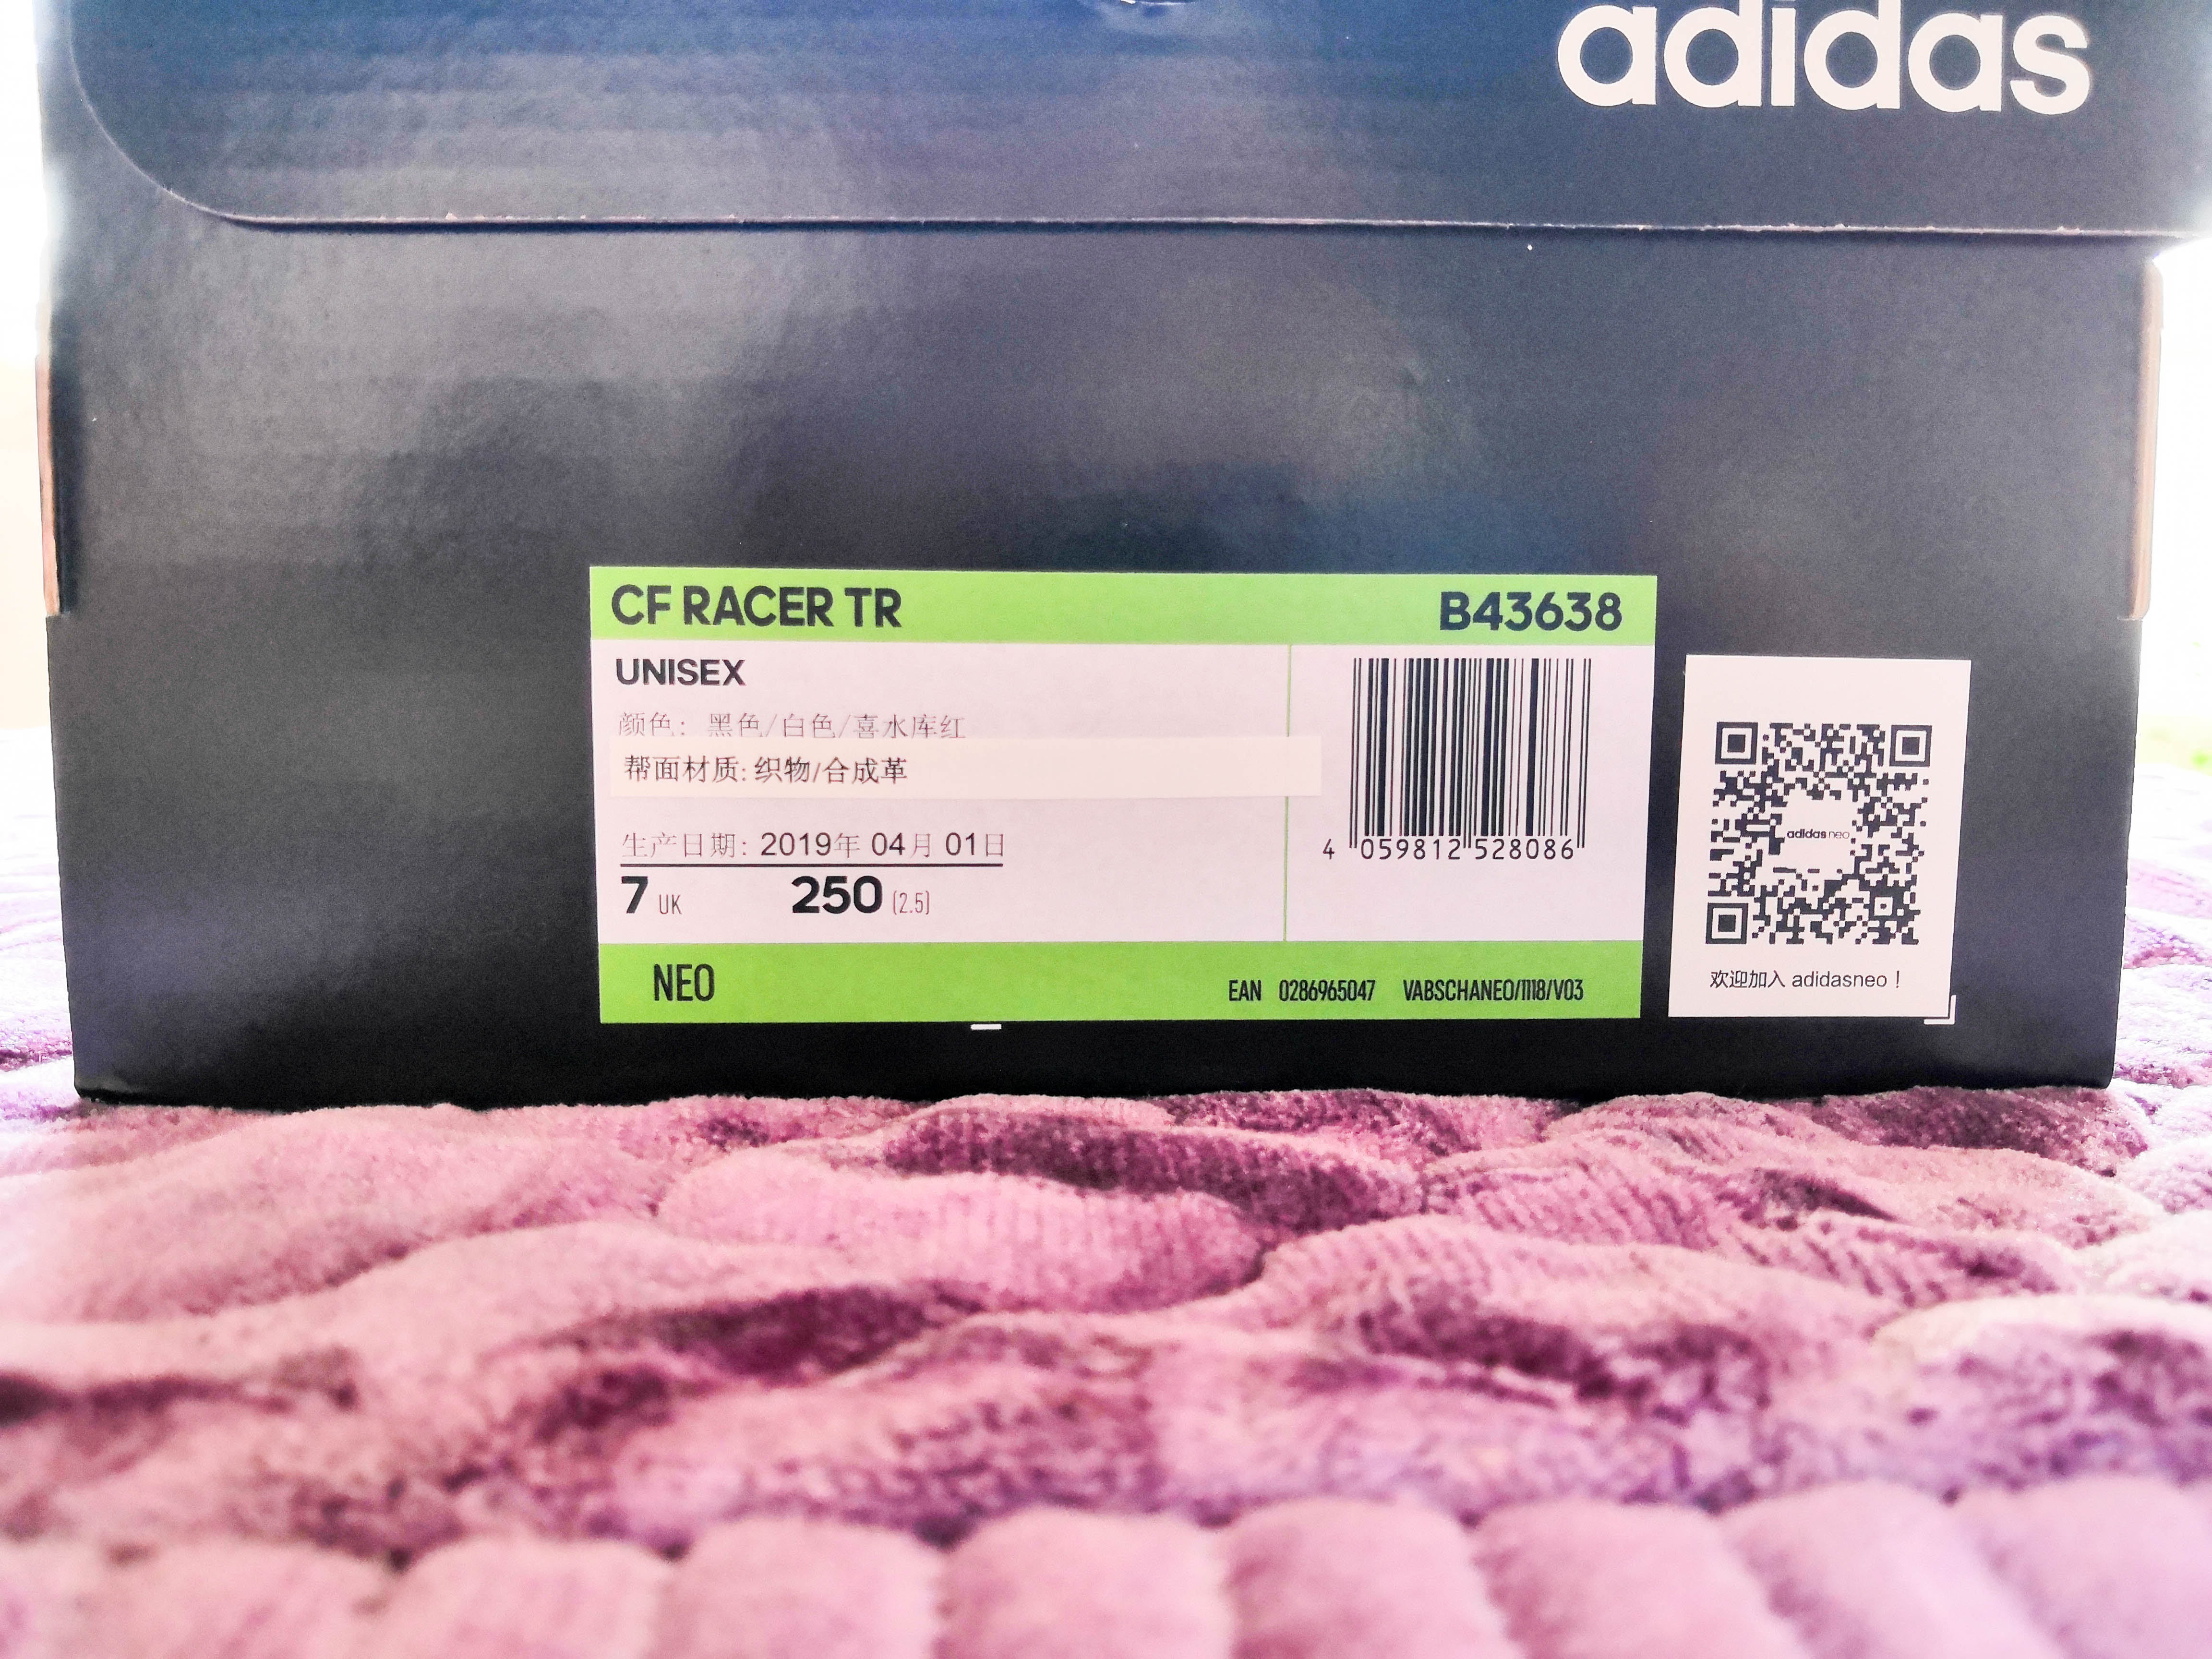 adidas
CF RACER TR B43638
UNISEX
颜色: 黑色/白色/喜水库红
帮面材质: 织物/合成革
生产日期: 2019年 04月 01日
7 UK 250 (2.5)
4 059812 528086
NEO EAN 0286965047 VABSCHANEO/1118/V03
adidas neo
欢迎加入 adidasneo！